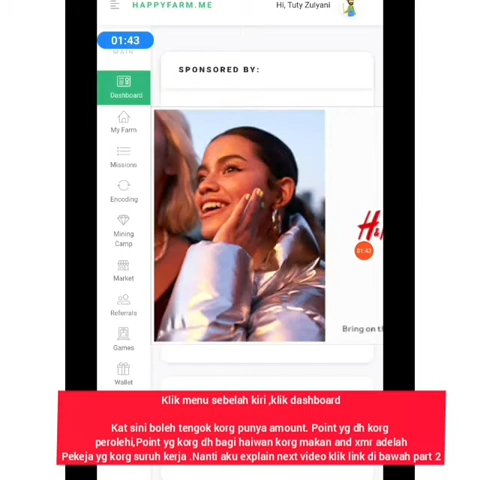 HAPPYFARM.ME
Hi, Tuty Zulyani
01:43
Main
SPONSORED BY:
Dashboard
My Farm
Missions
Encoding
Mining
Camp
01:43
Market
Referrals
Bring on th
Games
Wallet
Klik menu sebelah kiri ,klik dashboard
Kat sini boleh tengok korg punya amount. Point yg dh korg
perolehi,Point yg korg dh bagi haiwan korg makan and xmr adelah
Pekeja yg korg suruh kerja .Nanti aku explain next video klik link di bawah part 2